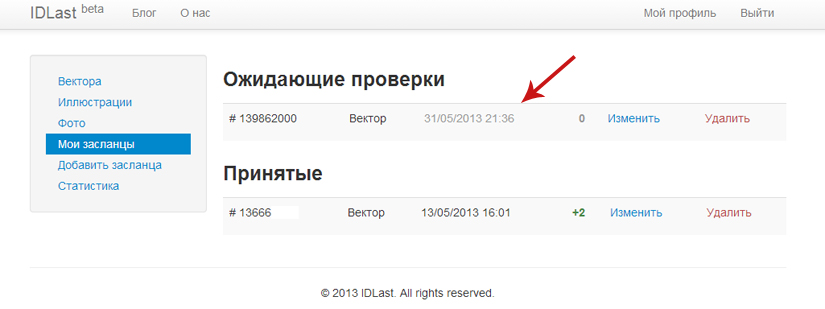 IDLast beta Блог О нас Мой профиль Выйти
Вектора
Иллюстрации
Фото
Мои засланцы
Добавить засланца
Статистика
Ожидающие проверки
# 139862000 Вектор 31/05/2013 21:36 0 Изменить Удалить
Принятые
# 13666 Вектор 13/05/2013 16:01 +2 Изменить Удалить
© 2013 IDLast. All rights reserved.